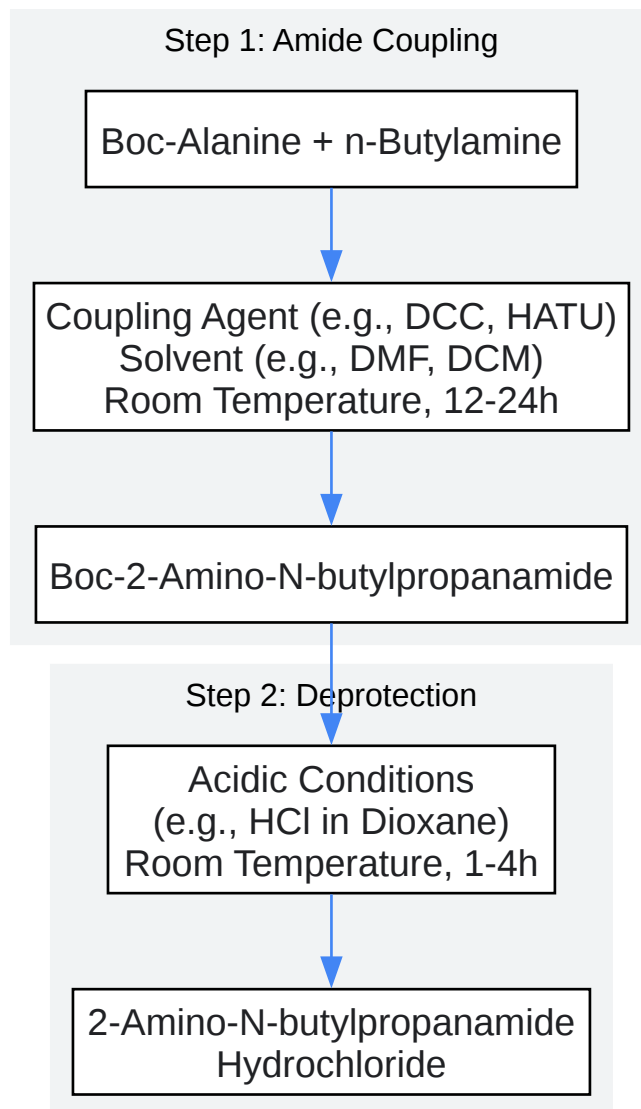 Step 1: Amide Coupling
Boc-Alanine + n-Butylamine
Coupling Agent (e.g., DCC, HATU)
Solvent (e.g., DMF, DCM)
Room Temperature, 12-24h
Boc-2-Amino-N-butylpropanamide
Step 2: Deprotection
Acidic Conditions
(e.g., HCl in Dioxane)
Room Temperature, 1-4h
2-Amino-N-butylpropanamide
Hydrochloride